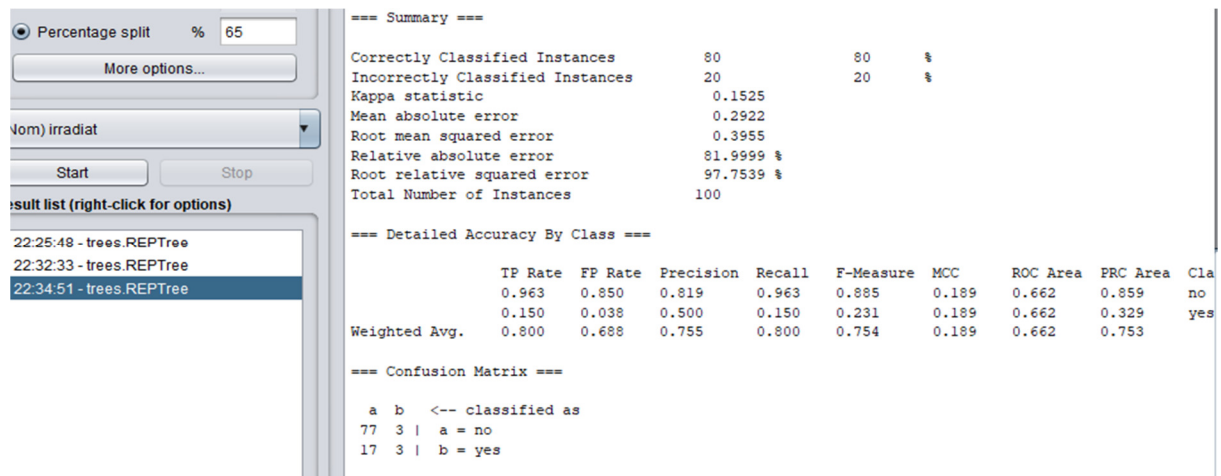 Percentage split % 65
More options...
Nom) irradiat
Start Stop
esult list (right-click for options)
22:25:48 - trees.REPTree
22:32:33 - trees.REPTree
22:34:51 - trees.REPTree
=== Summary ===
Correctly Classified Instances 80 80 %
Incorrectly Classified Instances 20 20 %
Kappa statistic 0.1525
Mean absolute error 0.2922
Root mean squared error 0.3955
Relative absolute error 81.9999 %
Root relative squared error 97.7539 %
Total Number of Instances 100
=== Detailed Accuracy By Class ===
TP Rate FP Rate Precision Recall F-Measure MCC ROC Area PRC Area Cla
0.963 0.850 0.819 0.963 0.885 0.189 0.662 0.859 no
0.150 0.038 0.500 0.150 0.231 0.189 0.662 0.329 yes
Weighted Avg. 0.800 0.688 0.755 0.800 0.754 0.189 0.662 0.753
=== Confusion Matrix ===
a b <-- classified as
77 3 | a = no
17 3 | b = yes